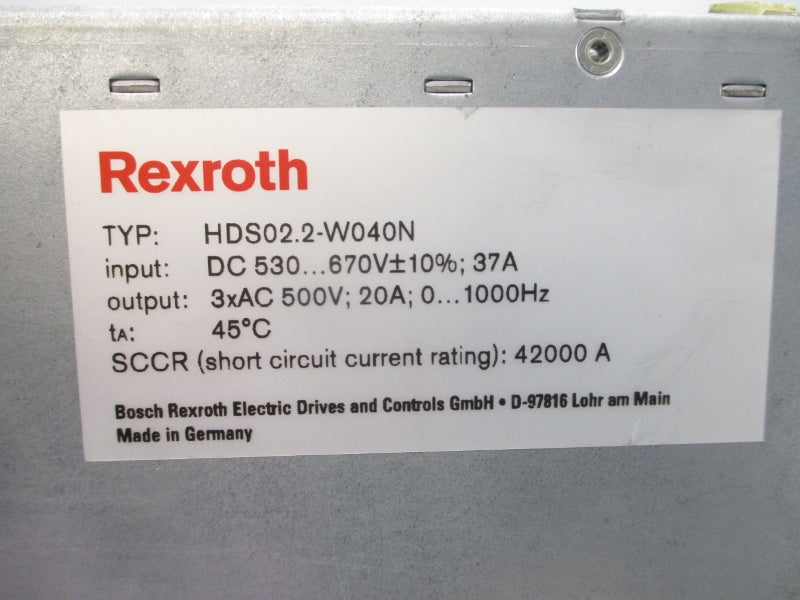 Rexroth
TYP: HDS02.2-W040N
input: DC 530...670V±10%; 37A
output: 3xAC 500V; 20A; 0...1000Hz
tA: 45°C
SCCR (short circuit current rating): 42000 A
Bosch Rexroth Electric Drives and Controls GmbH • D-97816 Lohr am Main
Made in Germany